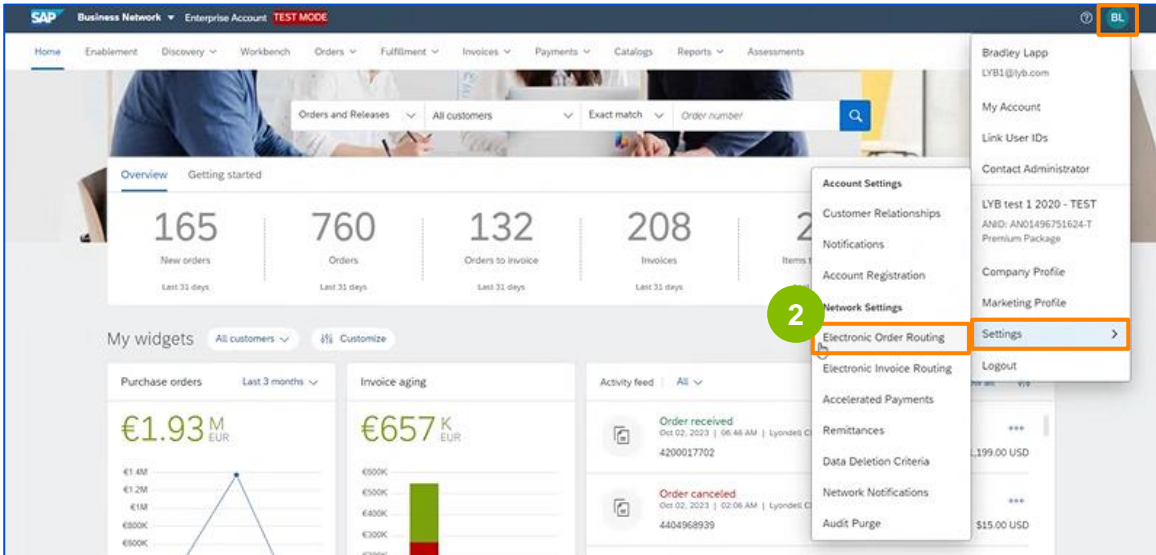 SAP Business Network Enterprise Account TEST MODE
BL
Home Enablement Discovery Workbench Orders Fulfillment Invoices Payments Catalogs Reports Assessments
Orders and Releases All customers Exact match Order number
Overview Getting started
165
New orders
Last 31 days
760
Orders
Last 31 days
132
Orders to invoice
Last 31 days
208
Invoices
Last 31 days
2
Items
My widgets All customers Customize
Purchase orders Last 3 months
€1.93 M
EUR
€1.4M
€1.2M
€1M
€800K
€600K
Invoice aging
€657 K
EUR
€600K
€500K
€400K
€300K
Activity feed All
Order received
Oct 02, 2023 | 06:46 AM | Lyondell C
4200017702
,199.00 USD
Order canceled
Oct 02, 2023 | 02:06 AM | Lyondell C
4404968939
$15.00 USD
2
Account Settings
Customer Relationships
Notifications
Account Registration
Network Settings
Electronic Order Routing
Electronic Invoice Routing
Accelerated Payments
Remittances
Data Deletion Criteria
Network Notifications
Audit Purge
Bradley Lapp
LYB1@lyb.com
My Account
Link User IDs
Contact Administrator
LYB test 1 2020 - TEST
ANID: AN01496751624-T
Premium Package
Company Profile
Marketing Profile
Settings
Logout